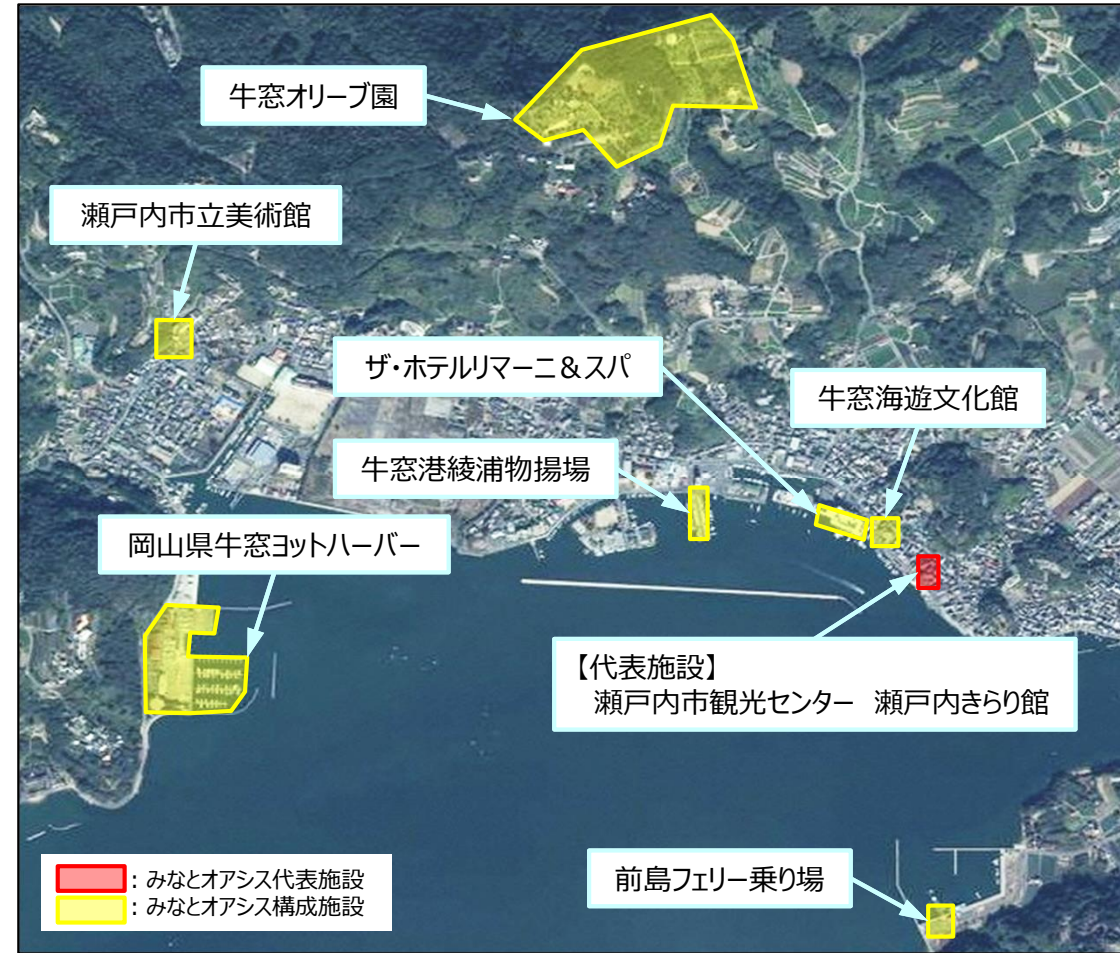 牛窓オリーブ園
瀬戸内市立美術館
ザ・ホテルリマーニ＆スパ
牛窓海遊文化館
牛窓港綾浦物揚場
岡山県牛窓ヨットハーバー
【代表施設】
瀬戸内市観光センター　瀬戸内きらり館
前島フェリー乗り場
：みなとオアシス代表施設
：みなとオアシス構成施設